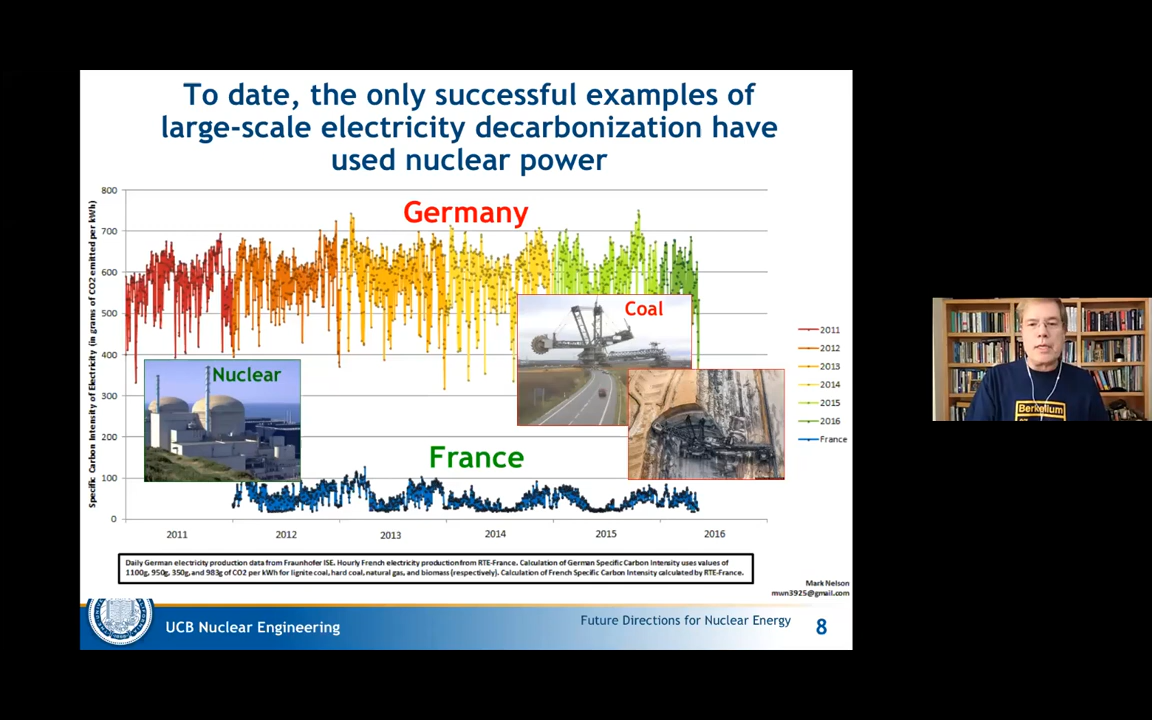 To date, the only successful examples of
large-scale electricity decarbonization have
used nuclear power
Specific Carbon Intensity of Electricity (in grams of CO2 emitted per kWh)
800
700
600
500
400
300
200
100
0
Germany
Coal
Nuclear
France
2011
2012
2013
2014
2015
2016
France
2011
2012
2013
2014
2015
2016
Daily German electricity production data from Fraunhofer ISE. Hourly French electricity production from RTE-France. Calculation of German Specific Carbon Intensity uses values of
1100g, 950g, 350g, and 983g of CO2 per kWh for lignite coal, hard coal, natural gas, and biomass (respectively). Calculation of French Specific Carbon Intensity calculated by RTE-France.
Mark Nelson
mwn3925@gmail.com
UCB Nuclear Engineering
Future Directions for Nuclear Energy
8
Berkelium